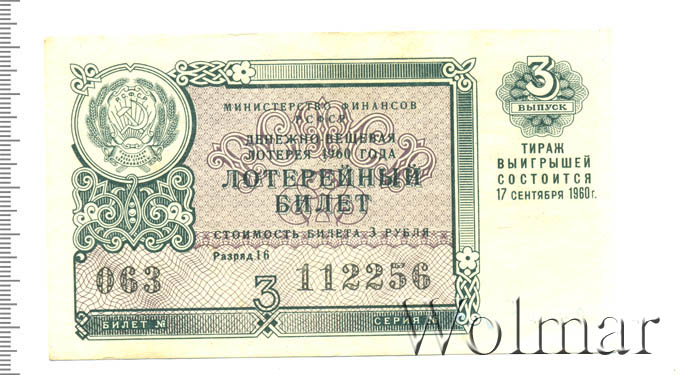 МИНИСТЕРСТВО ФИНАНСОВ
РСФСР
ДЕНЕЖНО-ВЕЩЕВАЯ
ЛОТЕРЕЯ 1960 ГОДА
ЛОТЕРЕЙНЫЙ
БИЛЕТ
СТОИМОСТЬ БИЛЕТА 3 РУБЛЯ
Разряд 16
063 3 112256
БИЛЕТ № СЕРИЯ №
3
ВЫПУСК
ТИРАЖ
ВЫИГРЫШЕЙ
СОСТОИТСЯ
17 СЕНТЯБРЯ 1960 г.
Wolmar